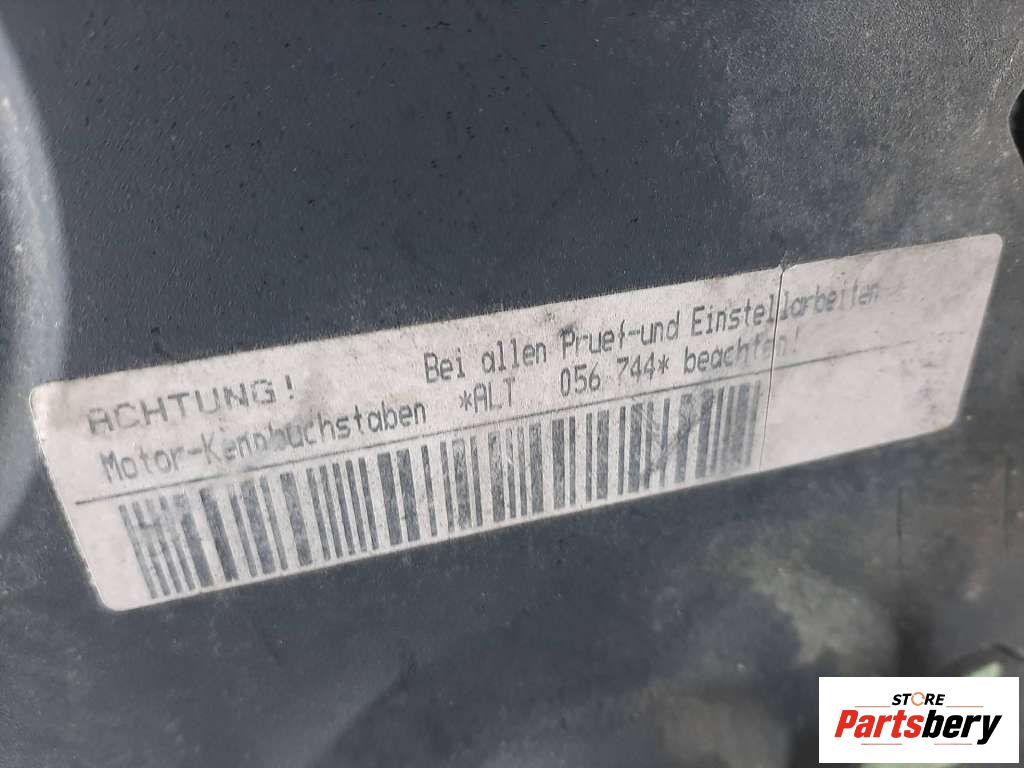 ACHTUNG! Bei allen Pruef-und Einstellarbeiten
Motor-Kennbuchstaben *ALT 056 744* beachten!
STORE
Partsbery